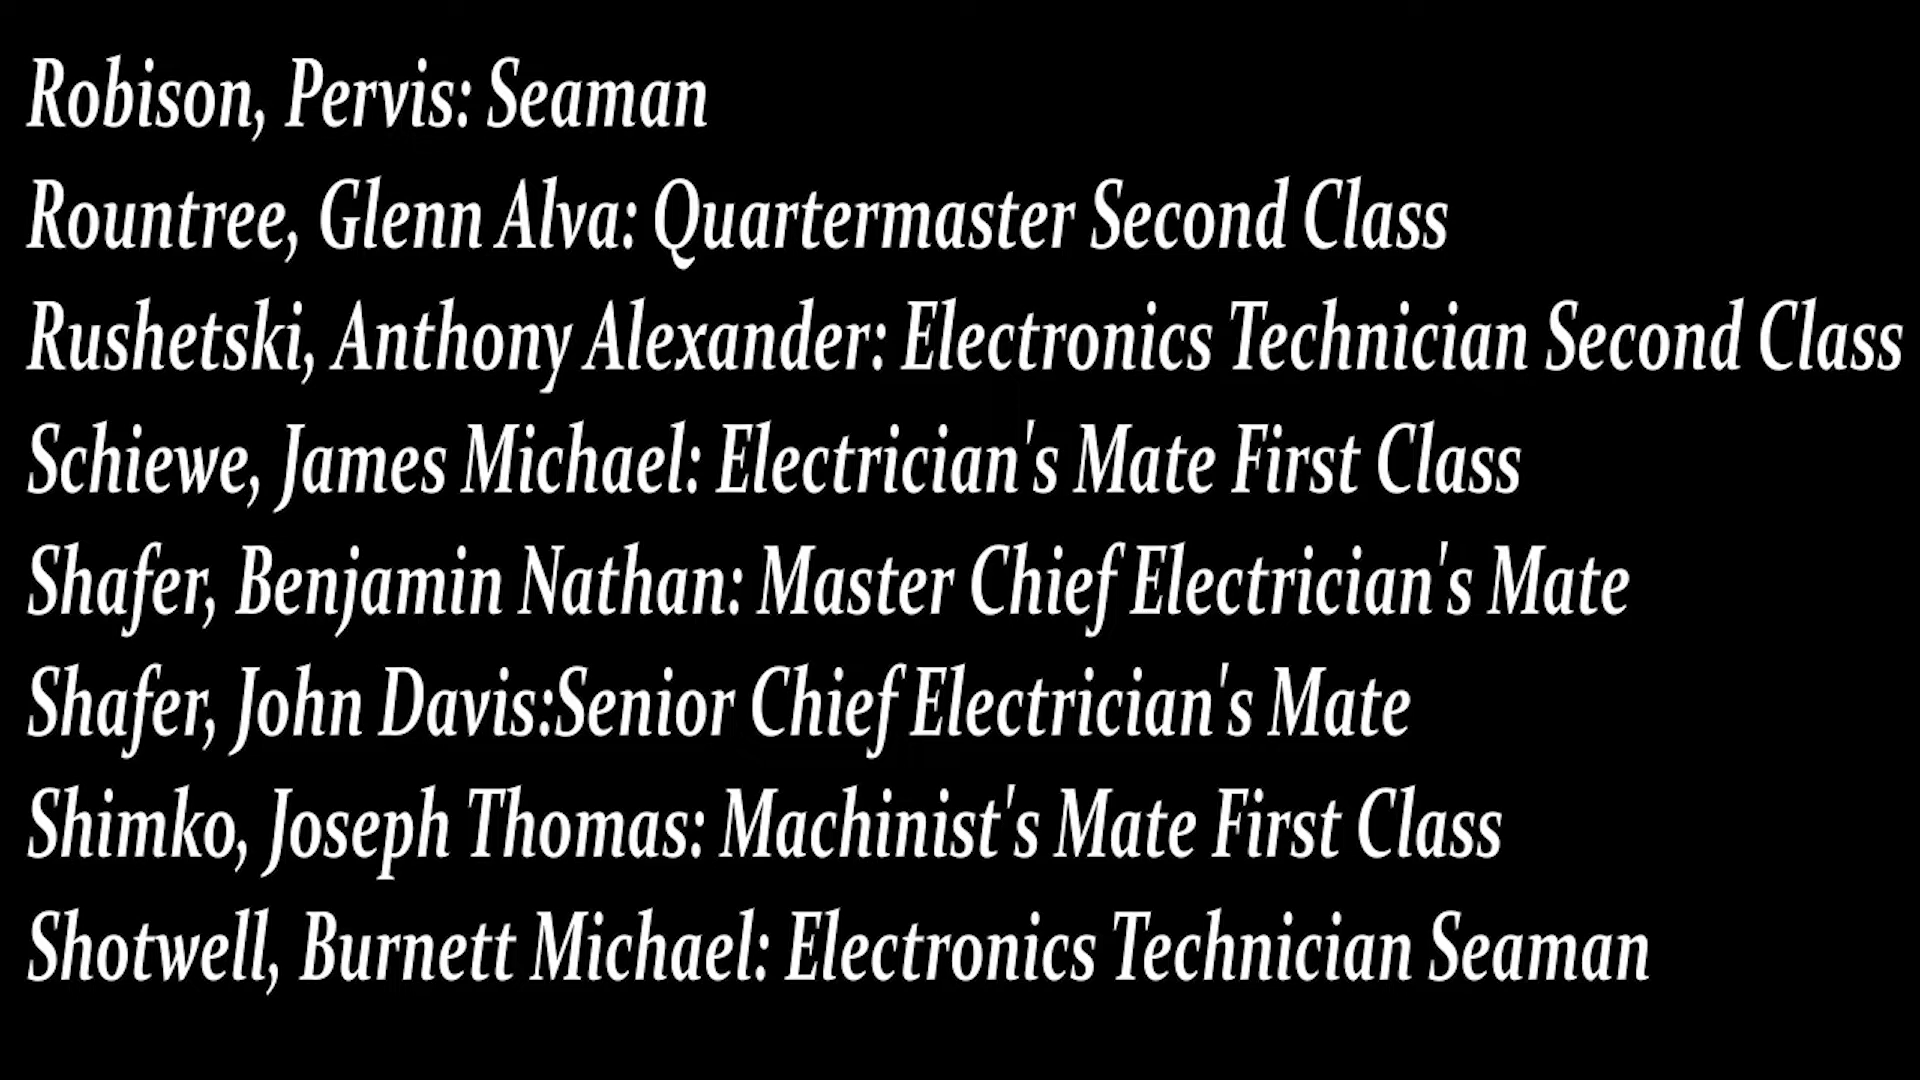 Robison, Pervis: Seaman
Rountree, Glenn Alva: Quartermaster Second Class
Rushetski, Anthony Alexander: Electronics Technician Second Class
Schiewe, James Michael: Electrician's Mate First Class
Shafer, Benjamin Nathan: Master Chief Electrician's Mate
Shafer, John Davis:Senior Chief Electrician's Mate
Shimko, Joseph Thomas: Machinist's Mate First Class
Shotwell, Burnett Michael: Electronics Technician Seaman